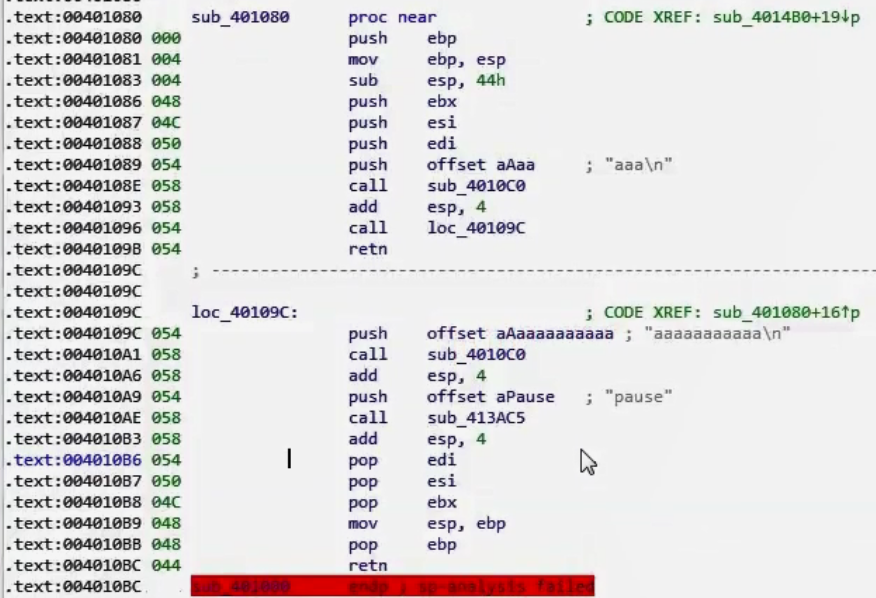 .text:00401080 sub_401080 proc near ; CODE XREF: sub_4014B0+19↓p
.text:00401080 000 push ebp
.text:00401081 004 mov ebp, esp
.text:00401083 004 sub esp, 44h
.text:00401086 048 push ebx
.text:00401087 04C push esi
.text:00401088 050 push edi
.text:00401089 054 push offset aAaa ; "aaa\n"
.text:0040108E 058 call sub_4010C0
.text:00401093 058 add esp, 4
.text:00401096 054 call loc_40109C
.text:0040109B 054 retn
.text:0040109C ; ---------------------------------------------------------------
.text:0040109C
.text:0040109C loc_40109C: ; CODE XREF: sub_401080+16↑p
.text:0040109C 054 push offset aAaaaaaaaaaa ; "aaaaaaaaaaa\n"
.text:004010A1 058 call sub_4010C0
.text:004010A6 058 add esp, 4
.text:004010A9 054 push offset aPause ; "pause"
.text:004010AE 058 call sub_413AC5
.text:004010B3 058 add esp, 4
.text:004010B6 054 pop edi
.text:004010B7 050 pop esi
.text:004010B8 04C pop ebx
.text:004010B9 048 mov esp, ebp
.text:004010BB 048 pop ebp
.text:004010BC 044 retn
.text:004010BC sub_401080 endp ; sp-analysis failed